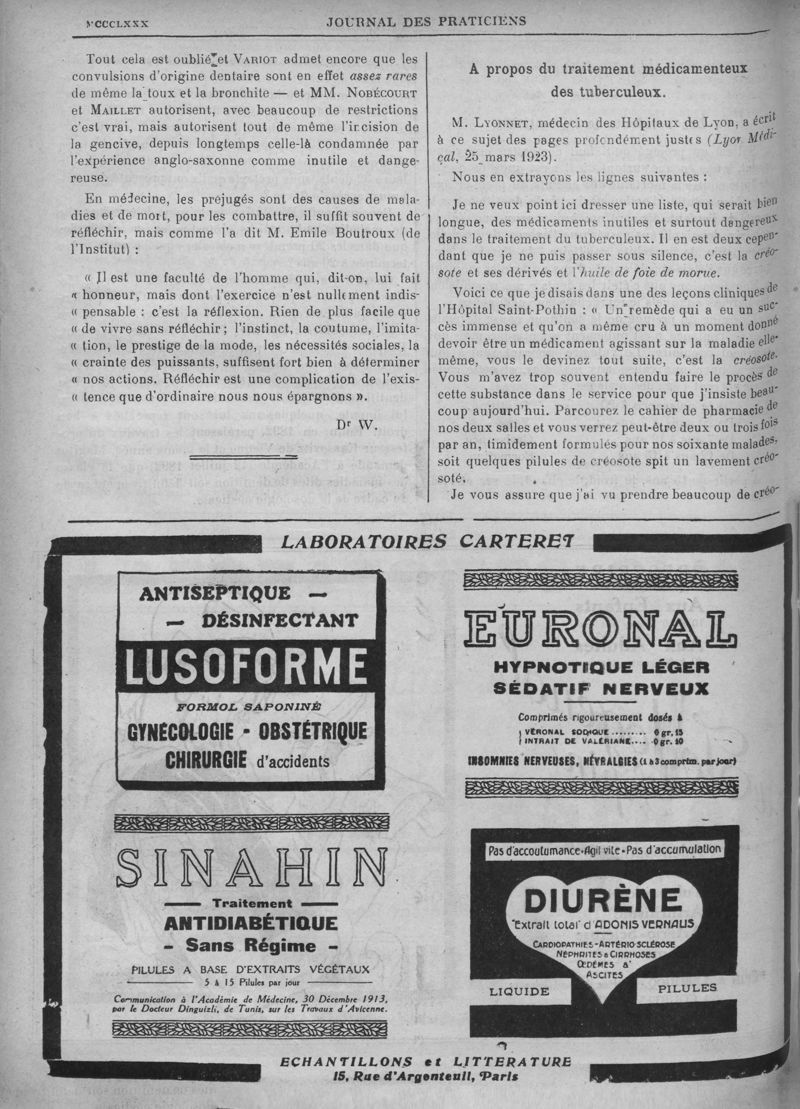 MCCCLXXX
JOURNAL DES PRATICIENS
Tout cela est oublié et VARIOT admet encore que les
convulsions d'origine dentaire sont en effet assez rares
de même la toux et la bronchite — et MM. NOBÉCOURT
et MAILLET autorisent, avec beaucoup de restrictions
c'est vrai, mais autorisent tout de même l'incision de
la gencive, depuis longtemps celle-là condamnée par
l'expérience anglo-saxonne comme inutile et dange-
reuse.
En médecine, les préjugés sont des causes de mala-
dies et de mort, pour les combattre, il suffit souvent de
réfléchir, mais comme l'a dit M. Emile Boutroux (de
l'Institut) :
« Il est une faculté de l'homme qui, dit-on, lui fait
« honneur, mais dont l'exercice n'est nullement indis-
« pensable : c'est la réflexion. Rien de plus facile que
« de vivre sans réfléchir ; l'instinct, la coutume, l'imita-
« tion, le prestige de la mode, les nécessités sociales, la
« crainte des puissants, suffisent fort bien à déterminer
« nos actions. Réfléchir est une complication de l'exis-
« tence que d'ordinaire nous nous épargnons ».
Dr W.
A propos du traitement médicamenteux
des tuberculeux.
M. LYONNET, médecin des Hôpitaux de Lyon, a écrit
à ce sujet des pages profondément justes (Lyon Médi-
cal, 25 mars 1923).
Nous en extrayons les lignes suivantes :
Je ne veux point ici dresser une liste, qui serait bien
longue, des médicaments inutiles et surtout dangereux
dans le traitement du tuberculeux. Il en est deux cepen-
dant que je ne puis passer sous silence, c'est la créo-
sote et ses dérivés et l'huile de foie de morue.
Voici ce que je disais dans une des leçons cliniques de
l'Hôpital Saint-Pothin : « Un remède qui a eu un suc-
cès immense et qu'on a même cru à un moment donné
devoir être un médicament agissant sur la maladie elle-
même, vous le devinez tout suite, c'est la créosote.
Vous m'avez trop souvent entendu faire le procès de
cette substance dans le service pour que j'insiste beau-
coup aujourd'hui. Parcourez le cahier de pharmacie de
nos deux salles et vous verrez peut-être deux ou trois fois
par an, timidement formulés pour nos soixante malades,
soit quelques pilules de créosote spit un lavement créo-
soté.
Je vous assure que j'ai vu prendre beaucoup de créo-
LABORATOIRES CARTERET
ANTISEPTIQUE —
— DÉSINFECTANT
LUSOFORME
FORMOL SAPONINÉ
GYNÉCOLOGIE - OBSTÉTRIQUE
CHIRURGIE d'accidents
EURONAL
HYPNOTIQUE LÉGER
SÉDATIF NERVEUX
Comprimés rigoureusement dosés à
VÉRONAL SODIQUE ......... 0 gr. 15
INTRAIT DE VALÉRIANE.... 0 gr. 10
INSOMNIES NERVEUSES, NÉVRALGIES (1 à 3 comprim. par jour)
SINAHIN
Traitement
ANTIDIABÉTIQUE
- Sans Régime -
PILULES A BASE D'EXTRAITS VÉGÉTAUX
5 à 15 Pilules par jour
Communication à l'Académie de Médecine, 30 Décembre 1913,
par le Docteur Dinguizli, de Tunis, sur les Travaux d'Avicenne.
Pas d'accoutumance • Agit vite • Pas d'accumulation
DIURÈNE
Extrait total d'ADONIS VERNALIS
CARDIOPATHIES - ARTÉRIO SCLÉROSE
NÉPHRITES & CIRRHOSES
ŒDÈMES &
ASCITES
LIQUIDE
PILULES
ECHANTILLONS et LITTERATURE
15, Rue d'Argenteuil, Paris